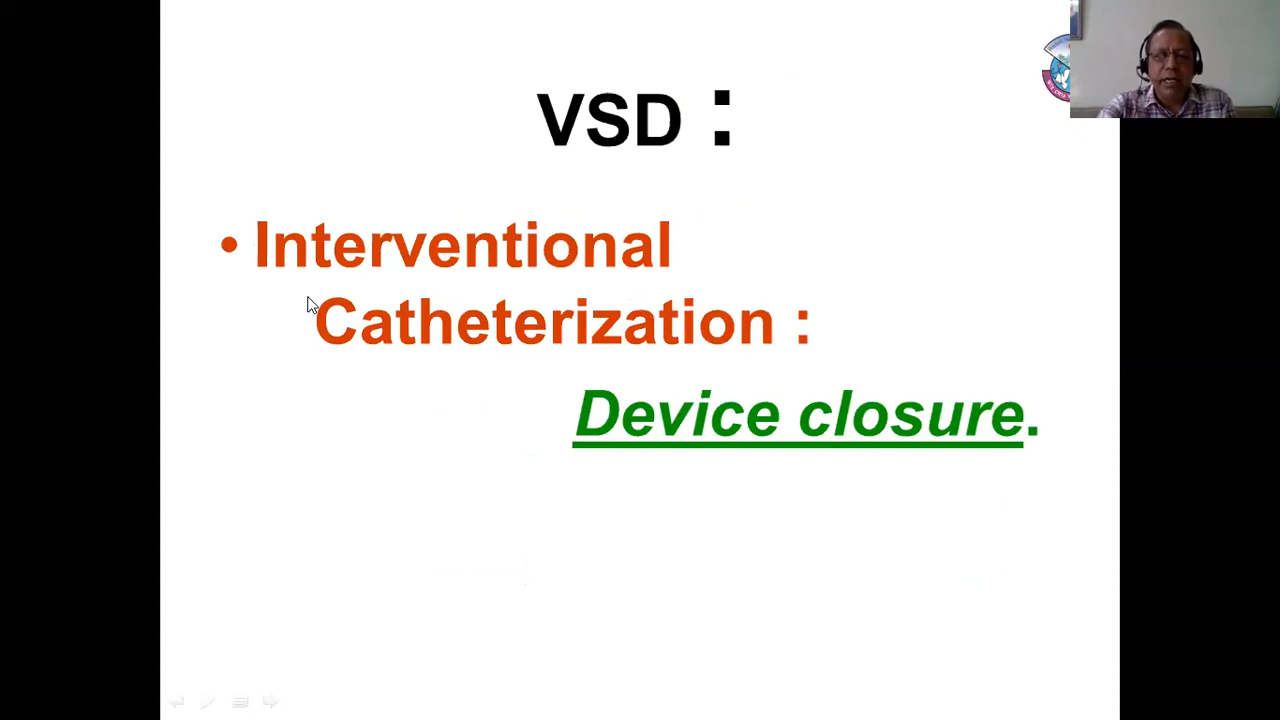 VSD :
• Interventional
Catheterization :
Device closure.